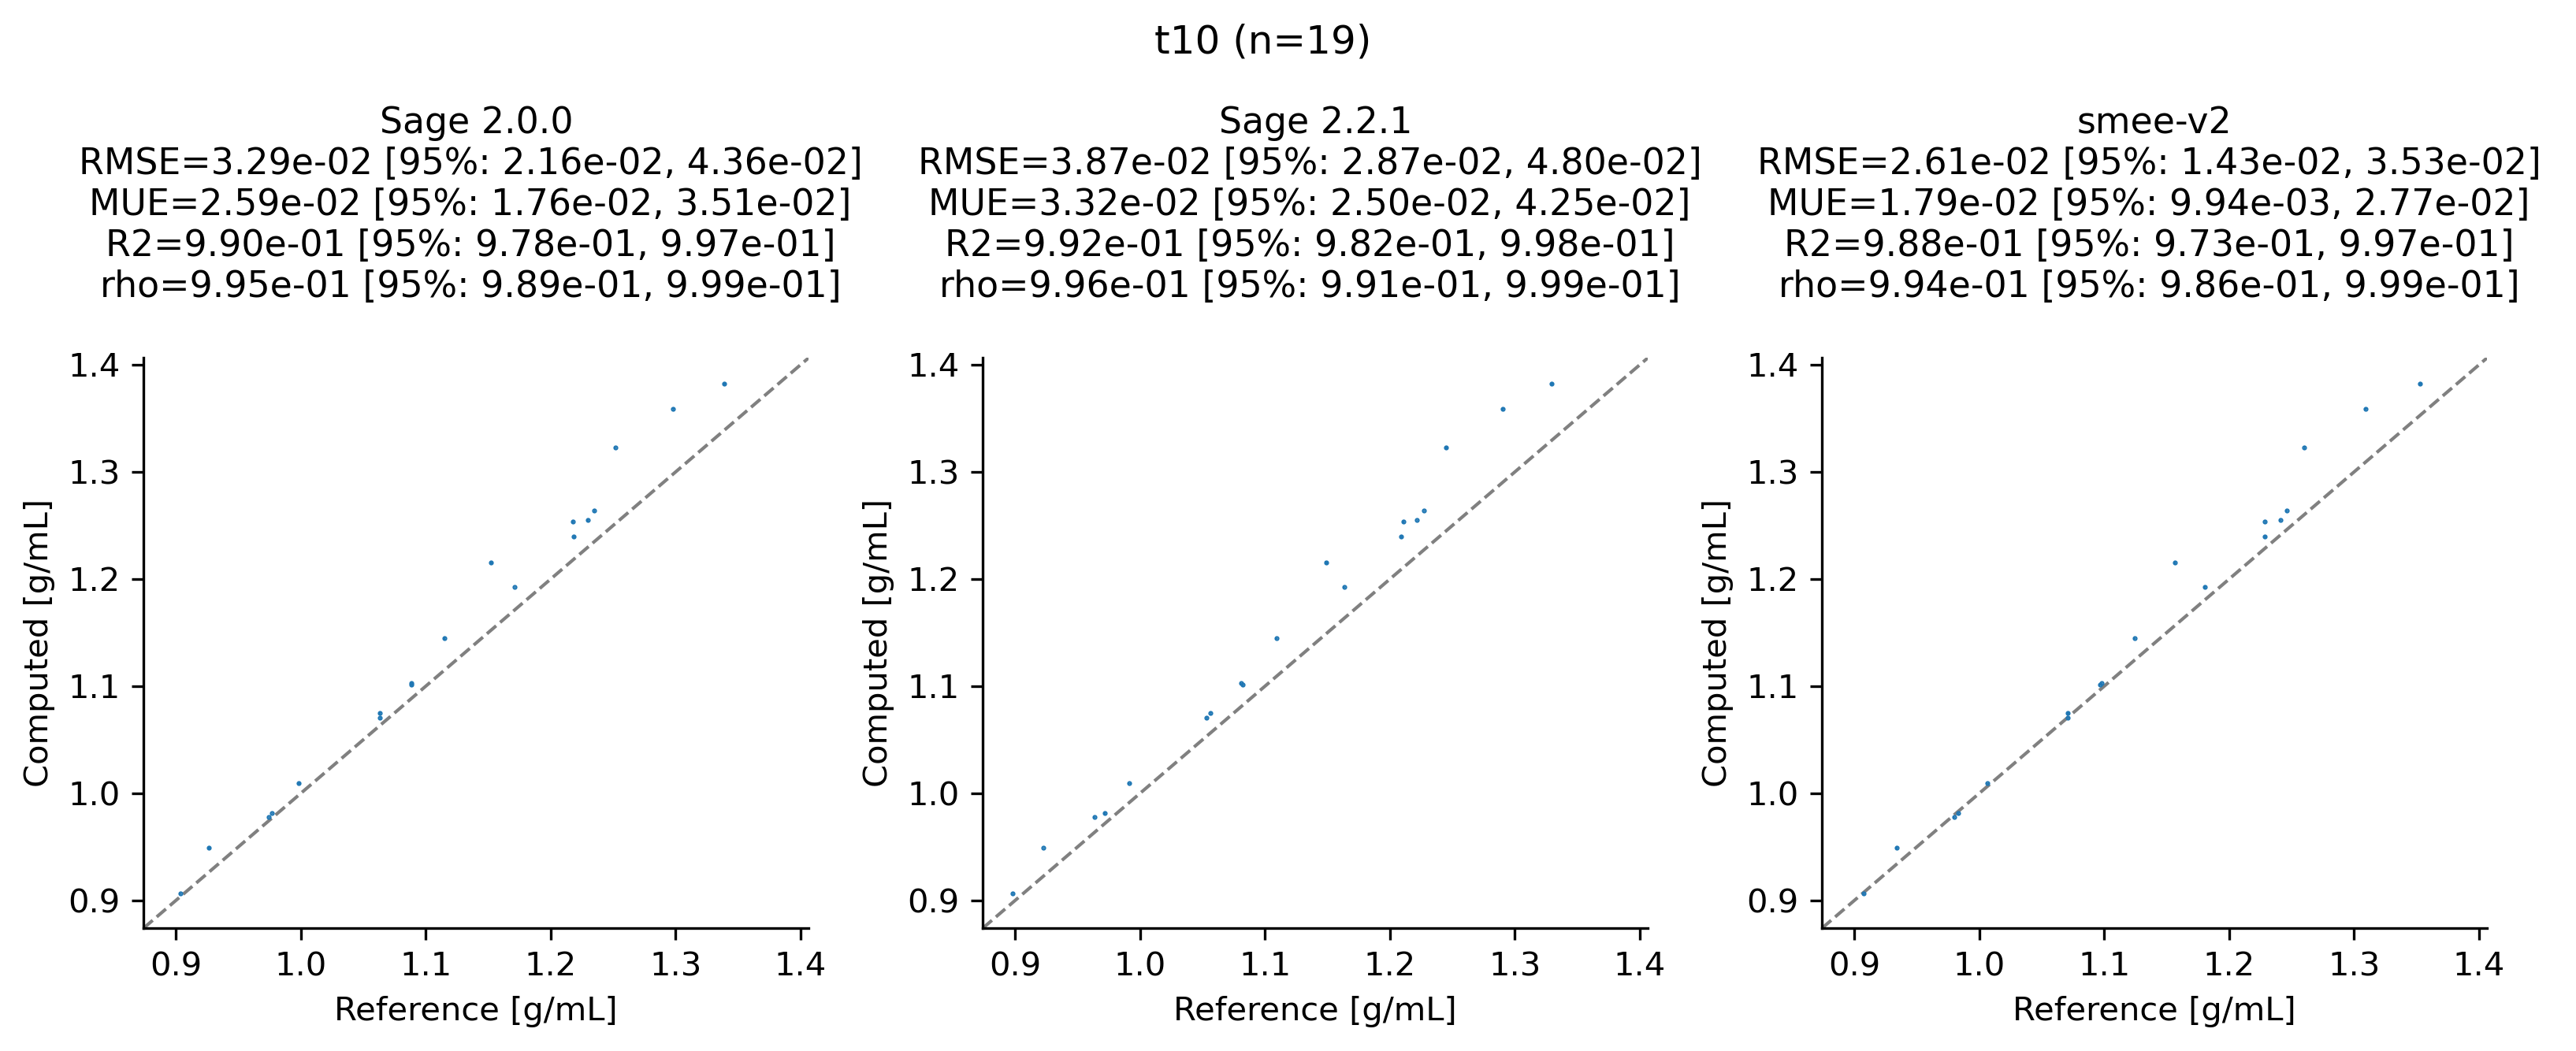 t10 (n=19)
Sage 2.0.0
RMSE=3.29e-02 [95%: 2.16e-02, 4.36e-02]
MUE=2.59e-02 [95%: 1.76e-02, 3.51e-02]
R2=9.90e-01 [95%: 9.78e-01, 9.97e-01]
rho=9.95e-01 [95%: 9.89e-01, 9.99e-01]
1.4
1.3
1.2
1.1
1.0
0.9
Computed [g/mL]
0.9 1.0 1.1 1.2 1.3 1.4
Reference [g/mL]
Sage 2.2.1
RMSE=3.87e-02 [95%: 2.87e-02, 4.80e-02]
MUE=3.32e-02 [95%: 2.50e-02, 4.25e-02]
R2=9.92e-01 [95%: 9.82e-01, 9.98e-01]
rho=9.96e-01 [95%: 9.91e-01, 9.99e-01]
1.4
1.3
1.2
1.1
1.0
0.9
Computed [g/mL]
0.9 1.0 1.1 1.2 1.3 1.4
Reference [g/mL]
smee-v2
RMSE=2.61e-02 [95%: 1.43e-02, 3.53e-02]
MUE=1.79e-02 [95%: 9.94e-03, 2.77e-02]
R2=9.88e-01 [95%: 9.73e-01, 9.97e-01]
rho=9.94e-01 [95%: 9.86e-01, 9.99e-01]
1.4
1.3
1.2
1.1
1.0
0.9
Computed [g/mL]
0.9 1.0 1.1 1.2 1.3 1.4
Reference [g/mL]